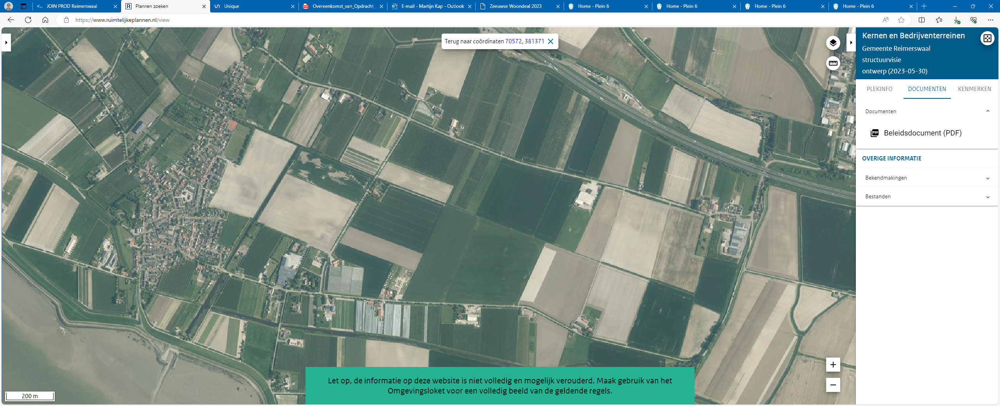 JOIN PROD Reimerswaal
Plannen zoeken
Unique
Overeenkomst_van_Opdracht_
E-mail - Martijn Kap - Outlook
Zeeuwse Woondeal 2023
Home - Plein 6
Home - Plein 6
Home - Plein 6
Home - Plein 6
https://www.ruimtelijkeplannen.nl/view
Terug naar coördinaten 70572, 381371
Kernen en Bedrijventerreinen
Gemeente Reimerswaal
structuurvisie
ontwerp (2023-05-30)
PLEKINFO DOCUMENTEN KENMERKEN
Documenten
PDF Beleidsdocument (PDF)
OVERIGE INFORMATIE
Bekendmakingen
Bestanden
Let op, de informatie op deze website is niet volledig en mogelijk verouderd. Maak gebruik van het
Omgevingsloket voor een volledig beeld van de geldende regels.
200 m